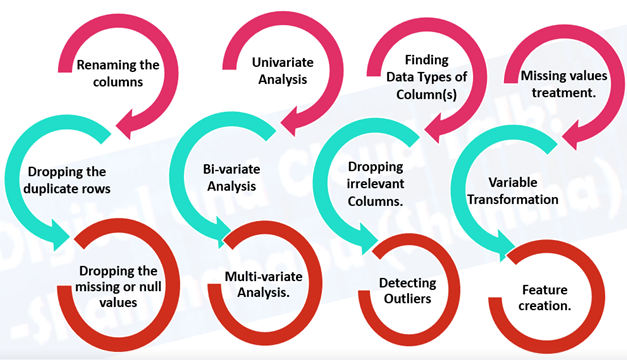 Renaming the
columns
Dropping the
duplicate rows
Dropping the
missing or null
values
Univariate
Analysis
Bi-variate
Analysis
Multi-variate
Analysis.
Finding
Data Types of
Column(s)
Dropping
irrelevant
Columns.
Detecting
Outliers
Missing values
treatment.
Variable
Transformation
Feature
creation.